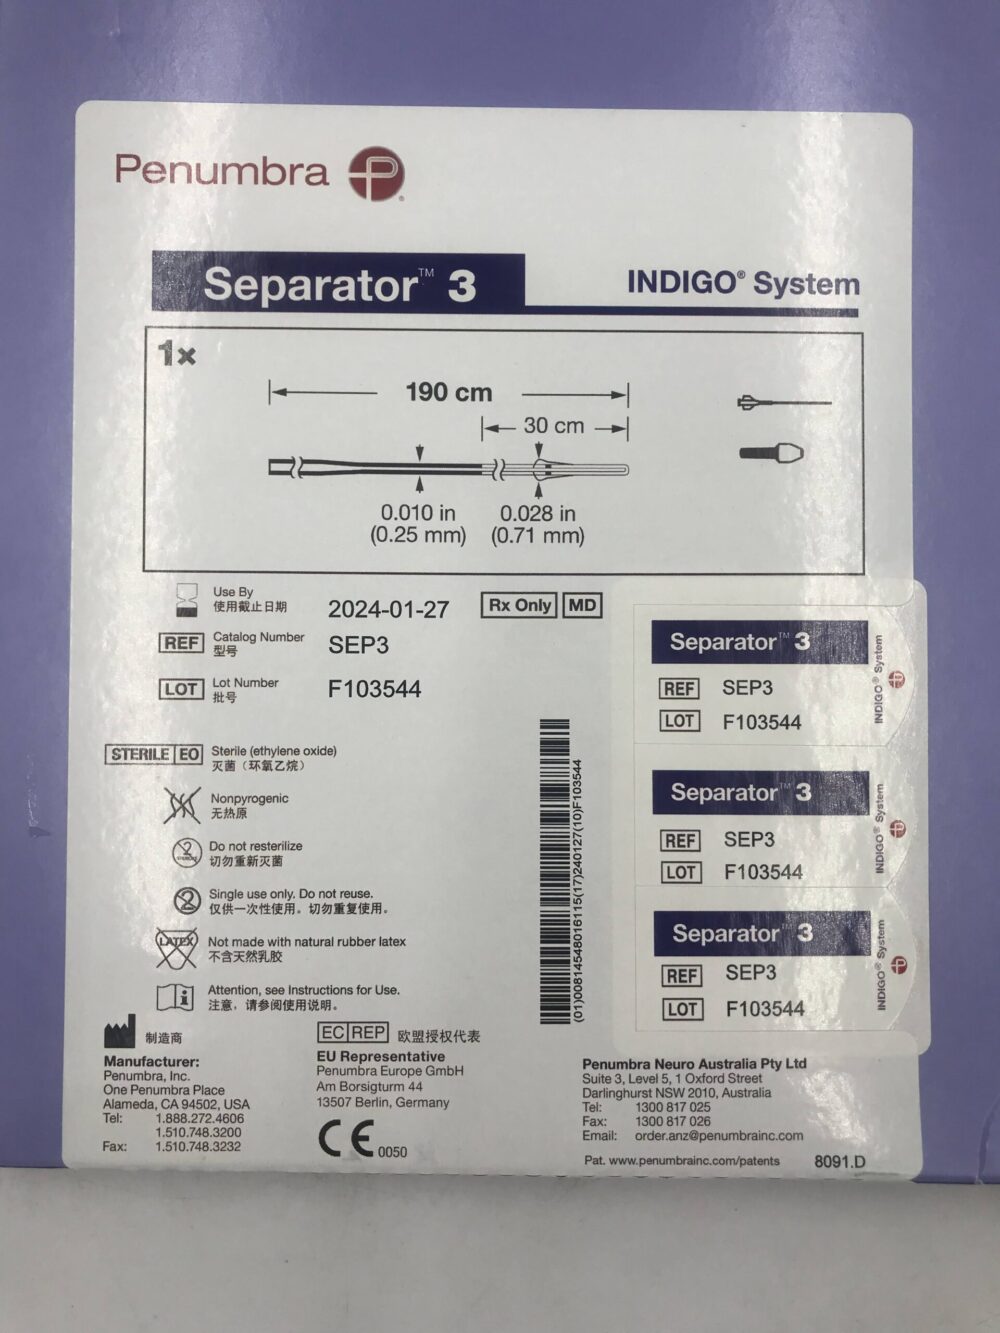 Penumbra P®
Separator™ 3
INDIGO® System
1x
190 cm
30 cm
0.010 in
(0.25 mm)
0.028 in
(0.71 mm)
Use By
使用截止日期
2024-01-27
Rx Only MD
REF Catalog Number
型号
SEP3
LOT Lot Number
批号
F103544
STERILE EO Sterile (ethylene oxide)
灭菌（环氧乙烷）
Nonpyrogenic
无热原
2 STERILIZE Do not resterilize
切勿重新灭菌
2 Single use only. Do not reuse.
仅供一次性使用。切勿重复使用。
LATEX Not made with natural rubber latex
不含天然乳胶
i Attention, see Instructions for Use.
注意，请参阅使用说明。
(01)00814548016115(17)240127(10)F103544
Separator™ 3
REF SEP3
LOT F103544
INDIGO® System P
Separator™ 3
REF SEP3
LOT F103544
INDIGO® System P
Separator™ 3
REF SEP3
LOT F103544
INDIGO® System P
制造商
Manufacturer:
Penumbra, Inc.
One Penumbra Place
Alameda, CA 94502, USA
Tel: 1.888.272.4606
1.510.748.3200
Fax: 1.510.748.3232
EC REP 欧盟授权代表
EU Representative
Penumbra Europe GmbH
Am Borsigturm 44
13507 Berlin, Germany
CE 0050
Penumbra Neuro Australia Pty Ltd
Suite 3, Level 5, 1 Oxford Street
Darlinghurst NSW 2010, Australia
Tel: 1300 817 025
Fax: 1300 817 026
Email: order.anz@penumbrainc.com
Pat. www.penumbrainc.com/patents
8091.D